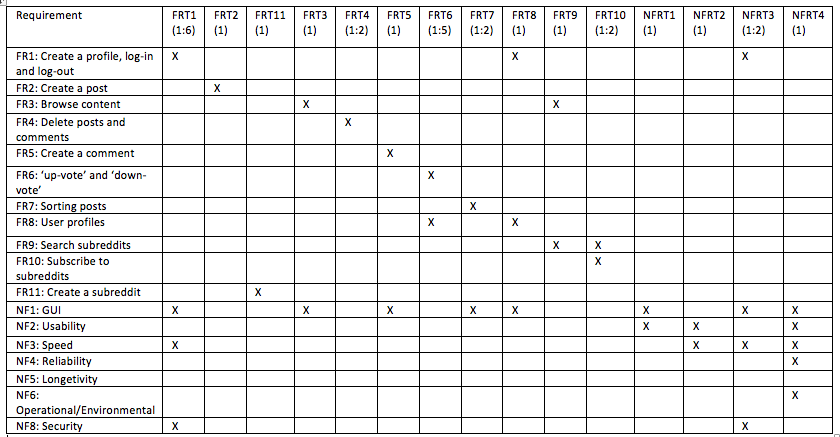 Requirement FRT1 FRT2 FRT11 FRT3 FRT4 FRT5 FRT6 FRT7 FRT8 FRT9 FRT10 NFRT1 NFRT2 NFRT3 NFRT4
(1:6) (1) (1) (1) (1:2) (1) (1:5) (1:2) (1) (1) (1:2) (1) (1) (1:2) (1)
FR1: Create a profile, log-in X X X
and log-out
FR2: Create a post X
FR3: Browse content X X
FR4: Delete posts and X
comments
FR5: Create a comment X
FR6: ‘up-vote’ and ‘down- X
vote’
FR7: Sorting posts X
FR8: User profiles X X
FR9: Search subreddits X X
FR10: Subscribe to X
subreddits
FR11: Create a subreddit X
NF1: GUI X X X X X X X X
NF2: Usability X X X
NF3: Speed X X X X
NF4: Reliability X
NF5: Longetivity
NF6: X
Operational/Environmental
NF8: Security X X